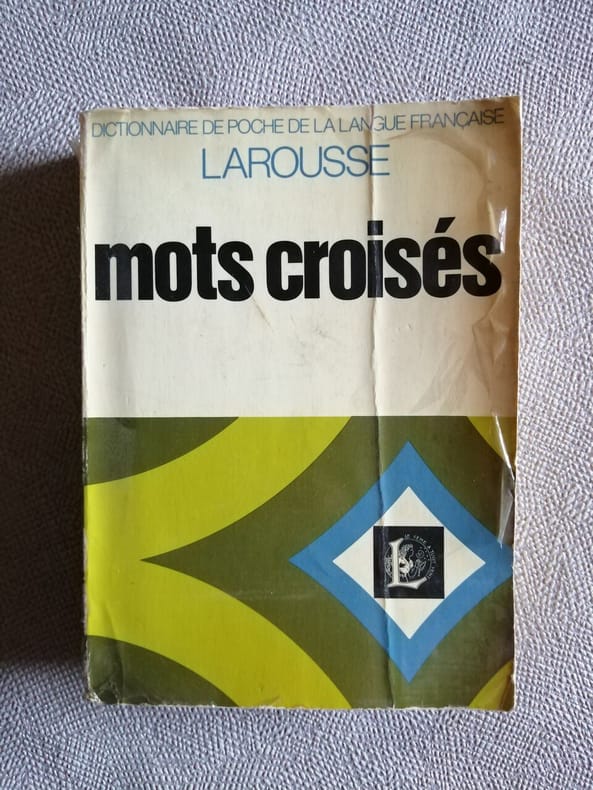 DICTIONNAIRE DE POCHE DE LA LANGUE FRANÇAISE
LAROUSSE
mots croisés
L